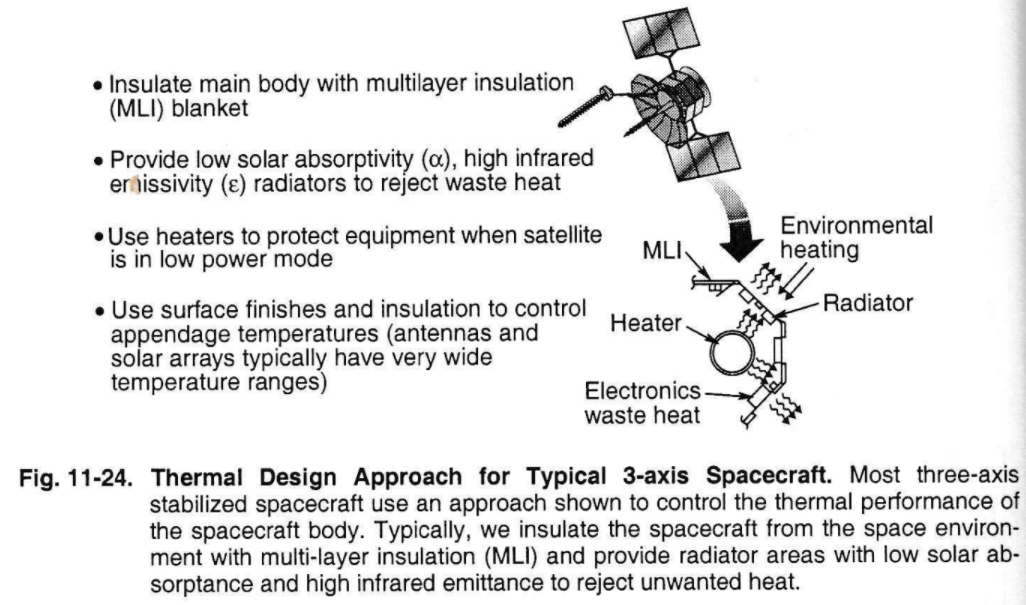 • Insulate main body with multilayer insulation
(MLI) blanket
• Provide low solar absorptivity (α), high infrared
emissivity (ε) radiators to reject waste heat
• Use heaters to protect equipment when satellite
is in low power mode
• Use surface finishes and insulation to control
appendage temperatures (antennas and
solar arrays typically have very wide
temperature ranges)
MLI
Environmental
heating
Radiator
Heater
Electronics
waste heat
Fig. 11-24. Thermal Design Approach for Typical 3-axis Spacecraft. Most three-axis
stabilized spacecraft use an approach shown to control the thermal performance of
the spacecraft body. Typically, we insulate the spacecraft from the space environ-
ment with multi-layer insulation (MLI) and provide radiator areas with low solar ab-
sorptance and high infrared emittance to reject unwanted heat.